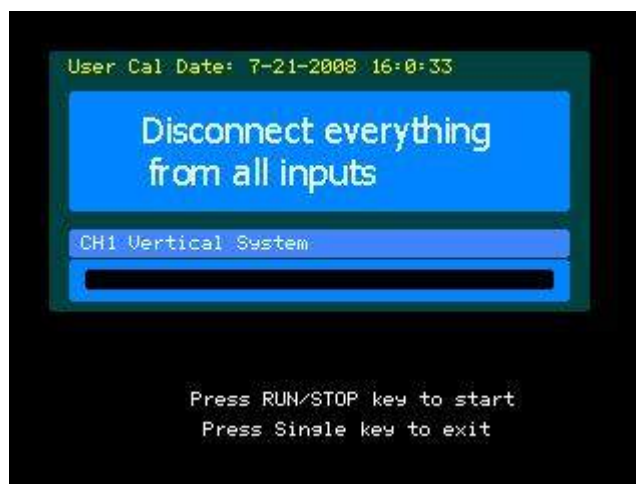 User Cal Date: 7-21-2008 16:0:33
Disconnect everything
from all inputs
CH1 Vertical System
Press RUN/STOP key to start
Press Single key to exit